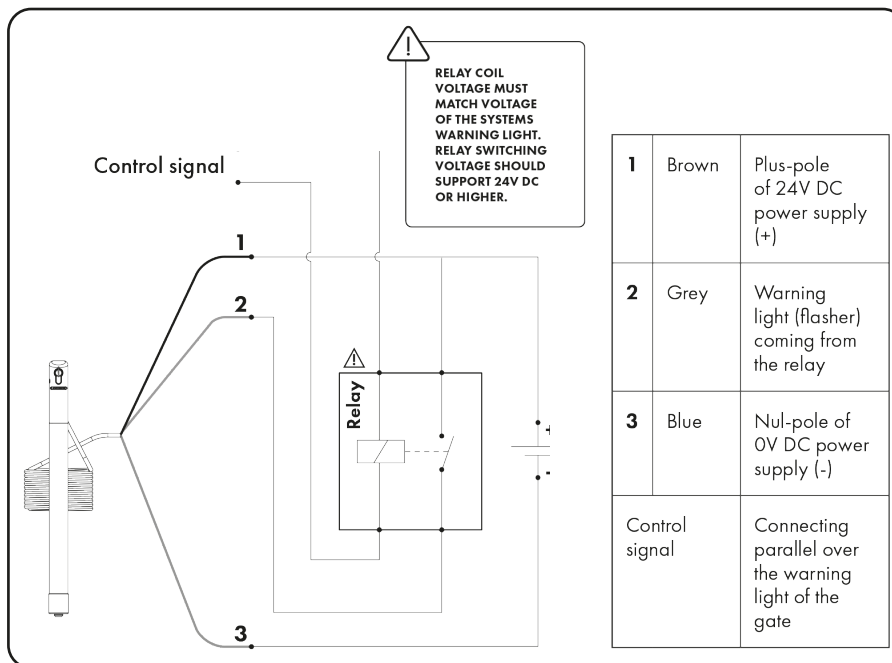 RELAY COIL
VOLTAGE MUST
MATCH VOLTAGE
OF THE SYSTEMS
WARNING LIGHT.
RELAY SWITCHING
VOLTAGE SHOULD
SUPPORT 24V DC
OR HIGHER.
Control signal
1
2
Relay
+
-
3
1 Brown Plus-pole
of 24V DC
power supply
(+)
2 Grey Warning
light (flasher)
coming from
the relay
3 Blue Nul-pole of
0V DC power
supply (-)
Control
signal
Connecting
parallel over
the warning
light of the
gate